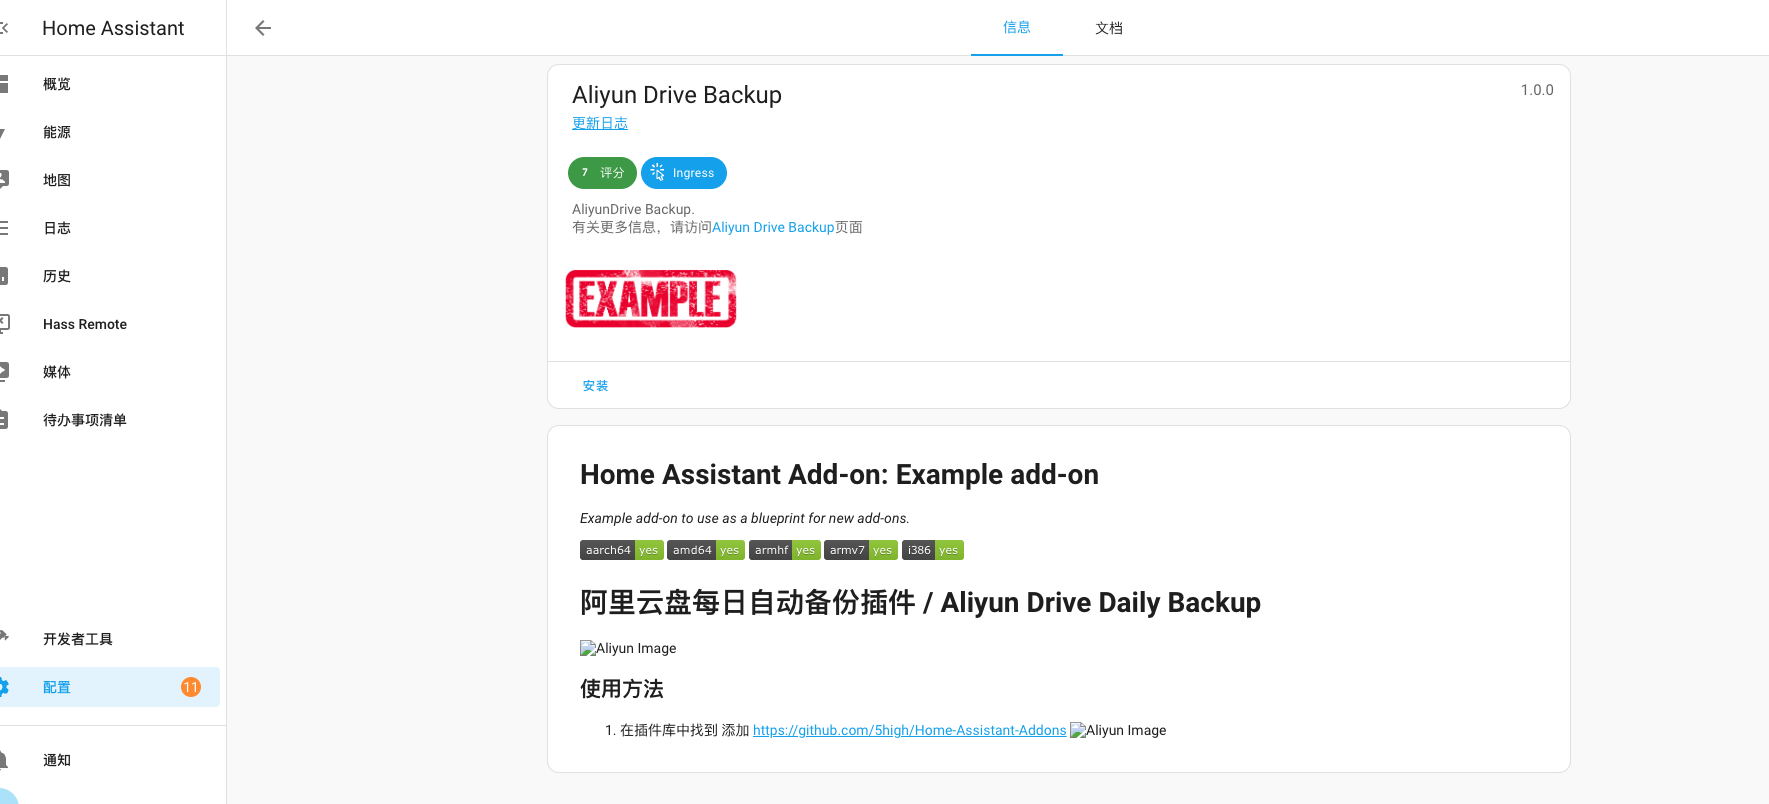 Home Assistant
信息
文档
概览
能源
地图
日志
历史
Hass Remote
媒体
待办事项清单
开发者工具
配置
11
通知
Aliyun Drive Backup
1.0.0
更新日志
7 评分
Ingress
AliyunDrive Backup.
有关更多信息，请访问Aliyun Drive Backup页面
EXAMPLE
安装
Home Assistant Add-on: Example add-on
Example add-on to use as a blueprint for new add-ons.
aarch64 yes amd64 yes armhf yes armv7 yes i386 yes
阿里云盘每日自动备份插件 / Aliyun Drive Daily Backup
Aliyun Image
使用方法
1. 在插件库中找到 添加 https://github.com/5high/Home-Assistant-Addons Aliyun Image